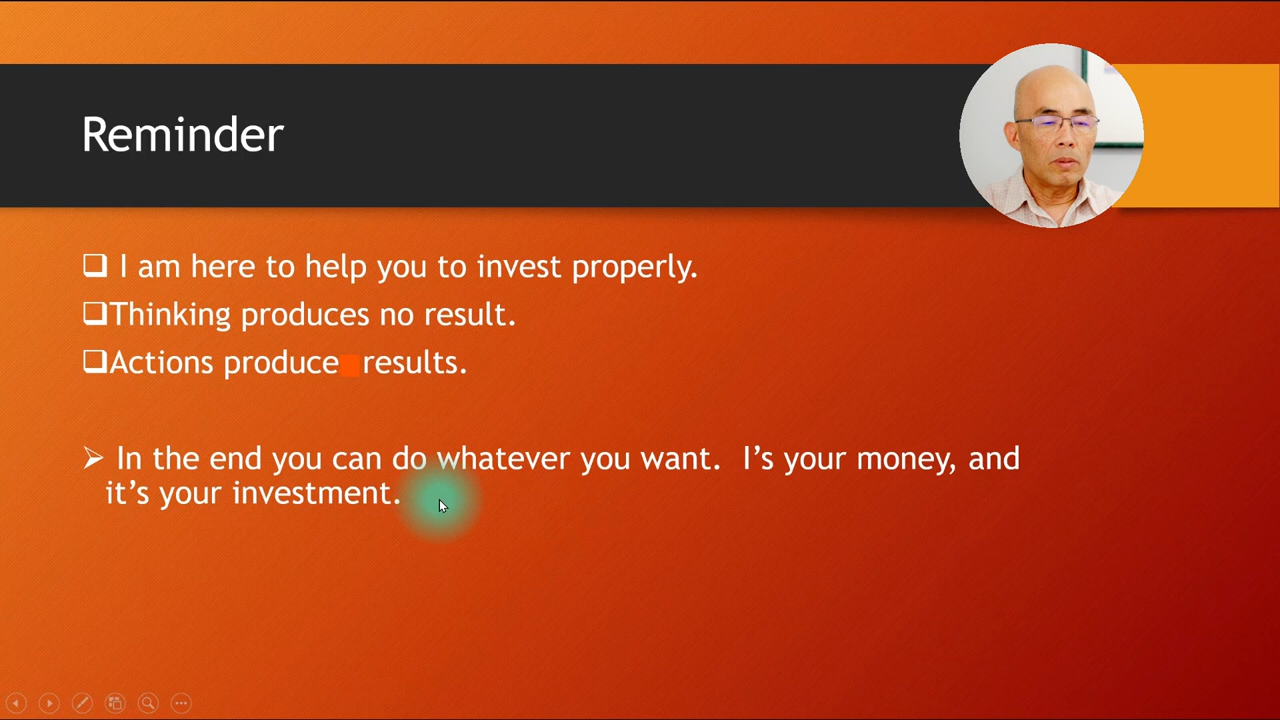 Reminder
I am here to help you to invest properly.
Thinking produces no result.
Actions produce results.
In the end you can do whatever you want. I's your money, and
it's your investment.